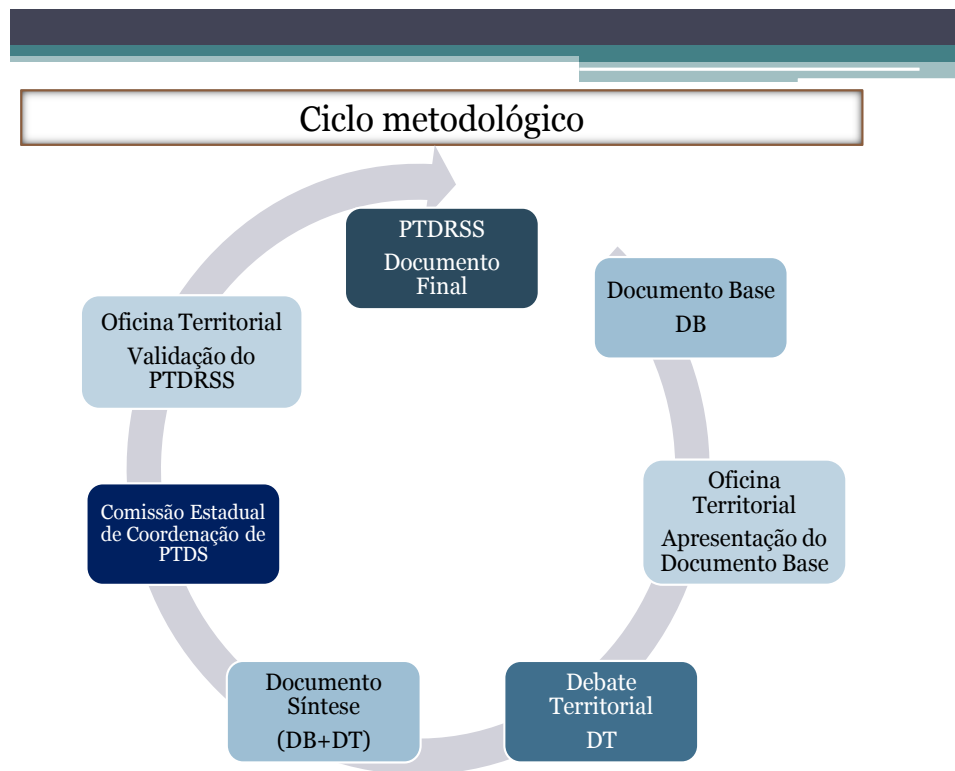 Ciclo metodológico
PTDRSS
Documento
Final
Documento Base
DB
Oficina
Territorial
Apresentação do
Documento Base
Debate
Territorial
DT
Documento
Síntese
(DB+DT)
Comissão Estadual
de Coordenação de
PTDS
Oficina Territorial
Validação do
PTDRSS